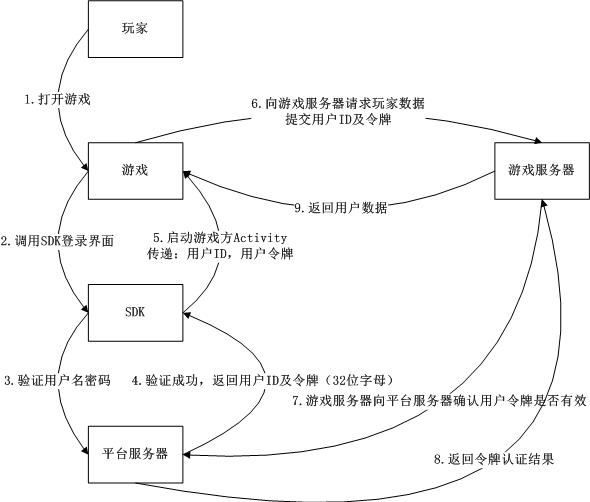 玩家
1.打开游戏
6.向游戏服务器请求玩家数据
提交用户ID及令牌
游戏
游戏服务器
9.返回用户数据
2.调用SDK登录界面
5.启动游戏方Activity
传递：用户ID，用户令牌
SDK
3.验证用户名密码
4.验证成功，返回用户ID及令牌（32位字母）
7.游戏服务器向平台服务器确认用户令牌是否有效
平台服务器
8.返回令牌认证结果